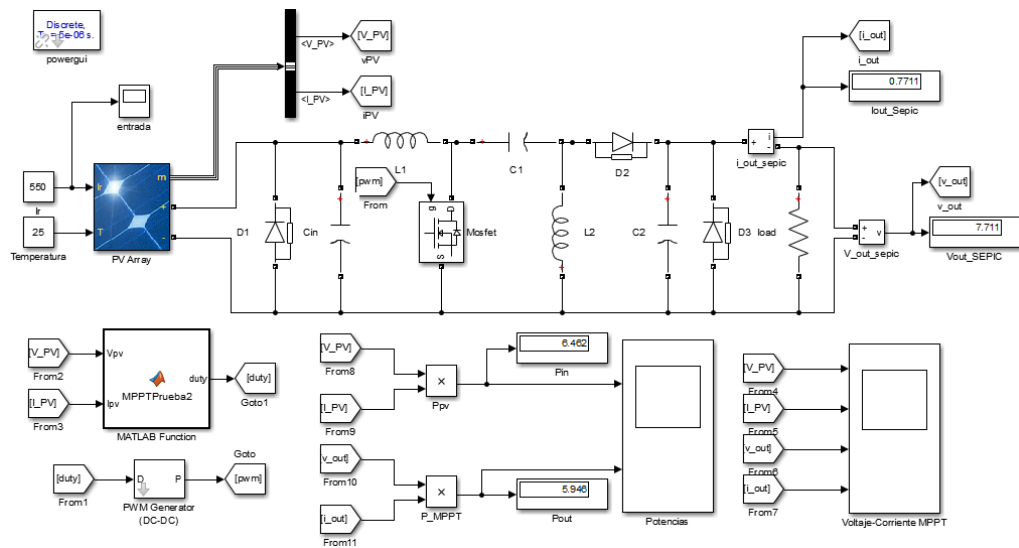 Discrete,
Ts = 5e-06 s.
powergui
<V_PV>
[V_PV]
vPV
<I_PV>
[I_PV]
iPV
entrada
[i_out]
i_out
0.7711
Iout_Sepic
550
Ir
25
Temperatura
Ir
T
m
+
-
PV Array
D1
Cin
L1
[pwm]
From
g
D
S
Mosfet
C1
L2
D2
C2
D3
load
+
-
i
i_out_sepic
+
-
v
V_out_sepic
[v_out]
v_out
7.711
Vout_SEPIC
[V_PV]
From2
[I_PV]
From3
Vpv
Ipv
MPPTPrueba2
duty
MATLAB Function
[duty]
Goto1
[duty]
From1
D
P
PWM Generator
(DC-DC)
Goto
[pwm]
[V_PV]
From8
[I_PV]
From9
×
Ppv
6.462
Pin
[v_out]
From10
[i_out]
From11
×
P_MPPT
5.946
Pout
Potencias
[V_PV]
From4
[I_PV]
From5
[v_out]
From6
[i_out]
From7
Voltaje-Corriente MPPT